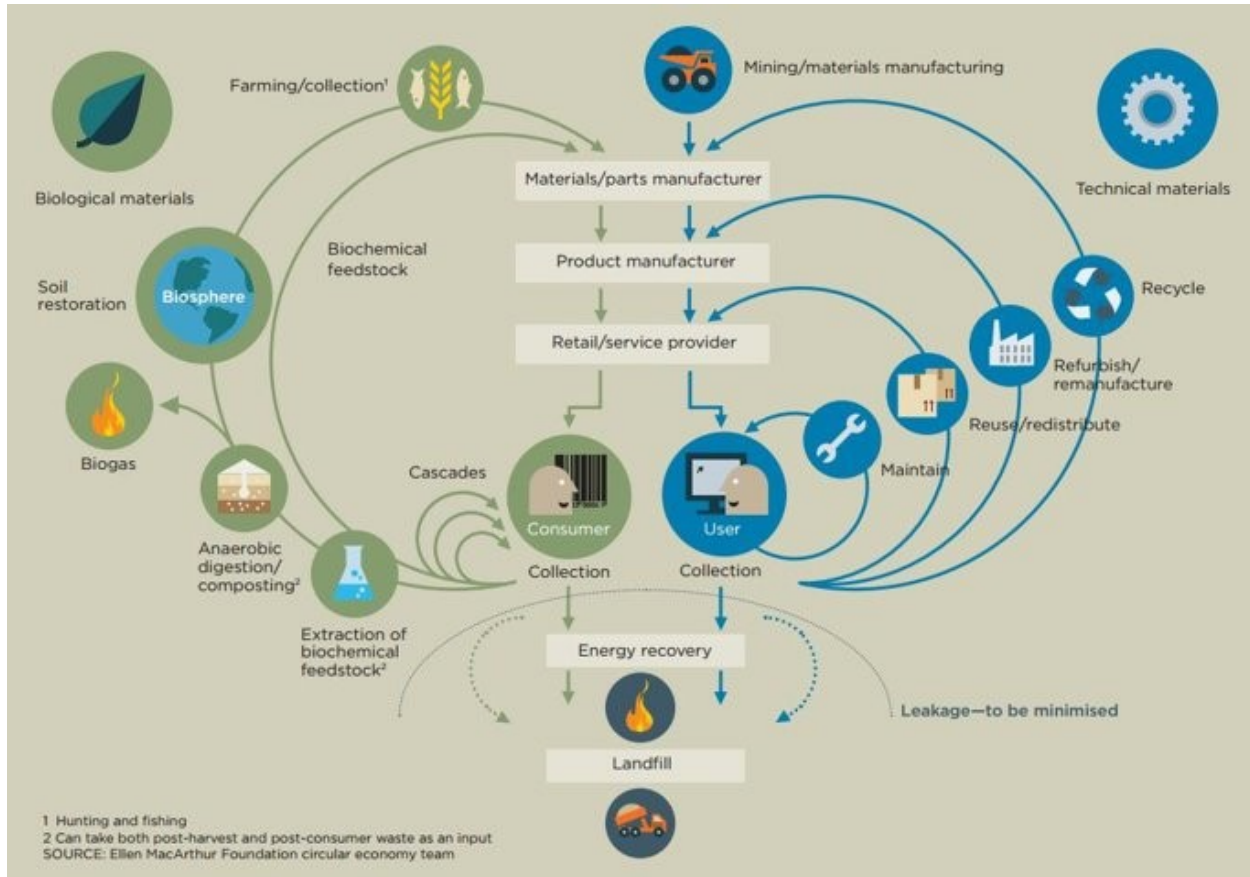 Farming/collection¹
Mining/materials manufacturing
Biological materials
Technical materials
Materials/parts manufacturer
Biochemical
feedstock
Product manufacturer
Soil
restoration
Biosphere
Recycle
Retail/service provider
Refurbish/
remanufacture
Reuse/redistribute
Biogas
Cascades
Maintain
Consumer
User
Anaerobic
digestion/
composting²
Collection
Collection
Extraction of
biochemical
feedstock²
Energy recovery
Leakage—to be minimised
Landfill
1 Hunting and fishing
2 Can take both post-harvest and post-consumer waste as an input
SOURCE: Ellen MacArthur Foundation circular economy team